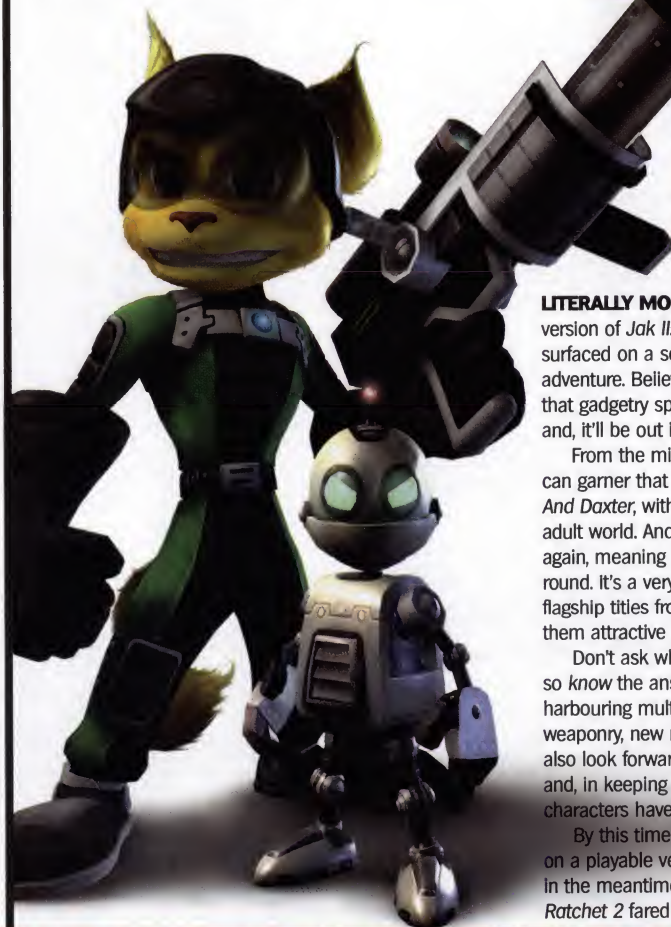 LITERALLY MO
version of Jak II
surfaced on a se
adventure. Believ
that gadgetry sp
and, it'll be out l
From the mi
can garner that
And Daxter, with
adult world. And
again, meaning
round. It's a very
flagship titles fro
them attractive
Don't ask wh
so know the ans
harbouring mult
weaponry, new r
also look forwar
and, in keeping
characters have
By this time
on a playable ve
in the meantime
Ratchet 2 fared